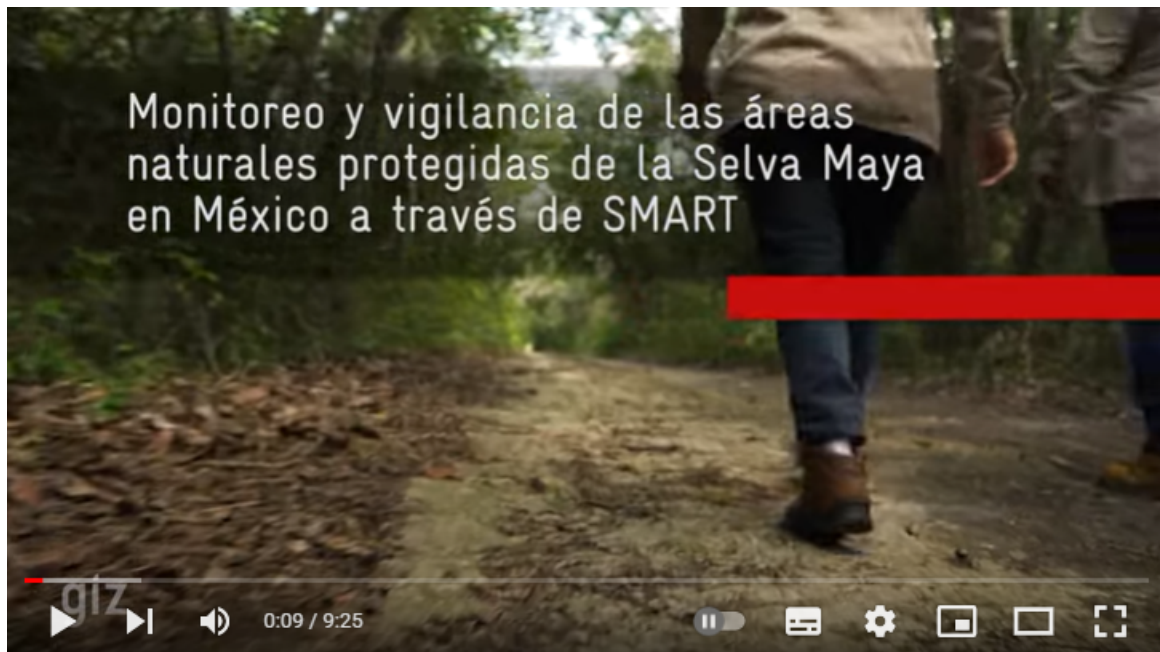 Monitoreo y vigilancia de las áreas
naturales protegidas de la Selva Maya
en México a través de SMART
giz
0:09 / 9:25